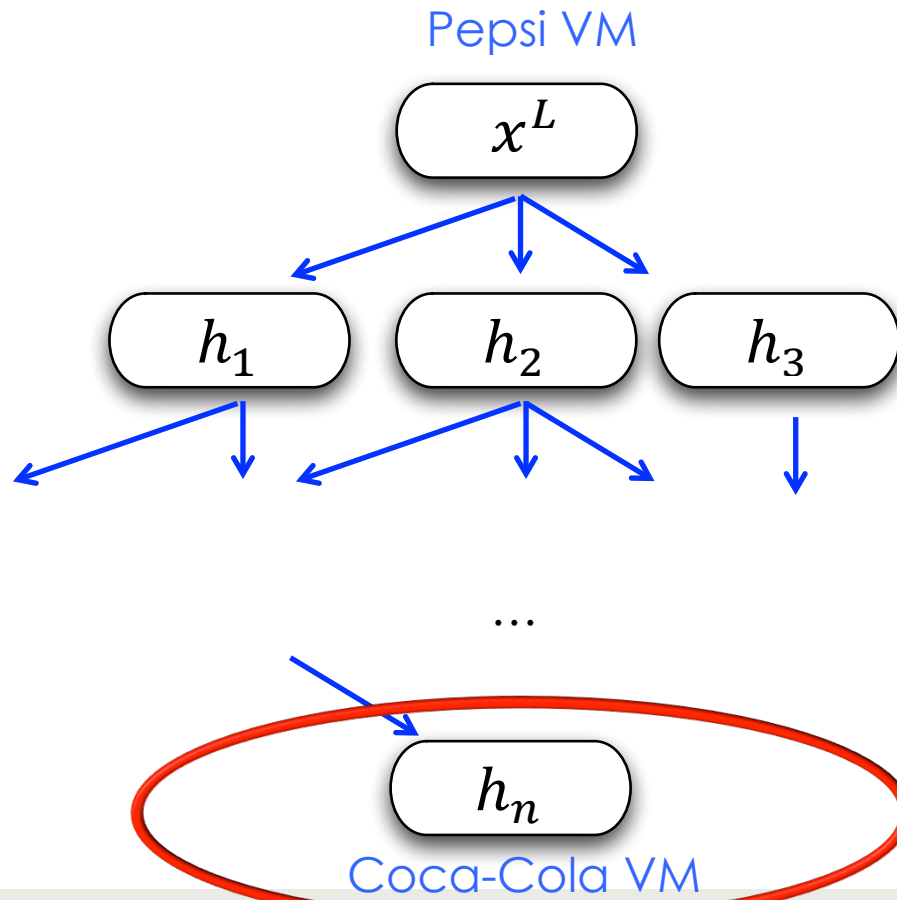 Pepsi VM
x^L
h_1 h_2 h_3
...
h_n
Coca-Cola VM